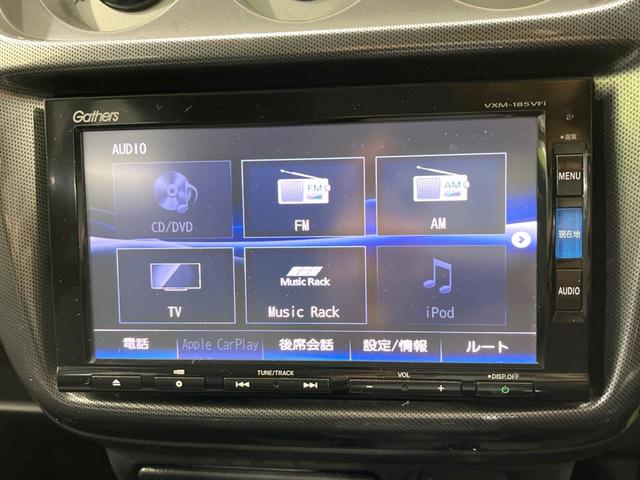 Gathers
VXM-185VFi
AUDIO
画質
MENU
現在地
AUDIO
CD/DVD
FM
FM
AM
AM
TV
Music Rack
Music Rack
iPod
電話 Apple CarPlay 後席会話 設定/情報 ルート
TUNE/TRACK
VOL
DISP.OFF
− +